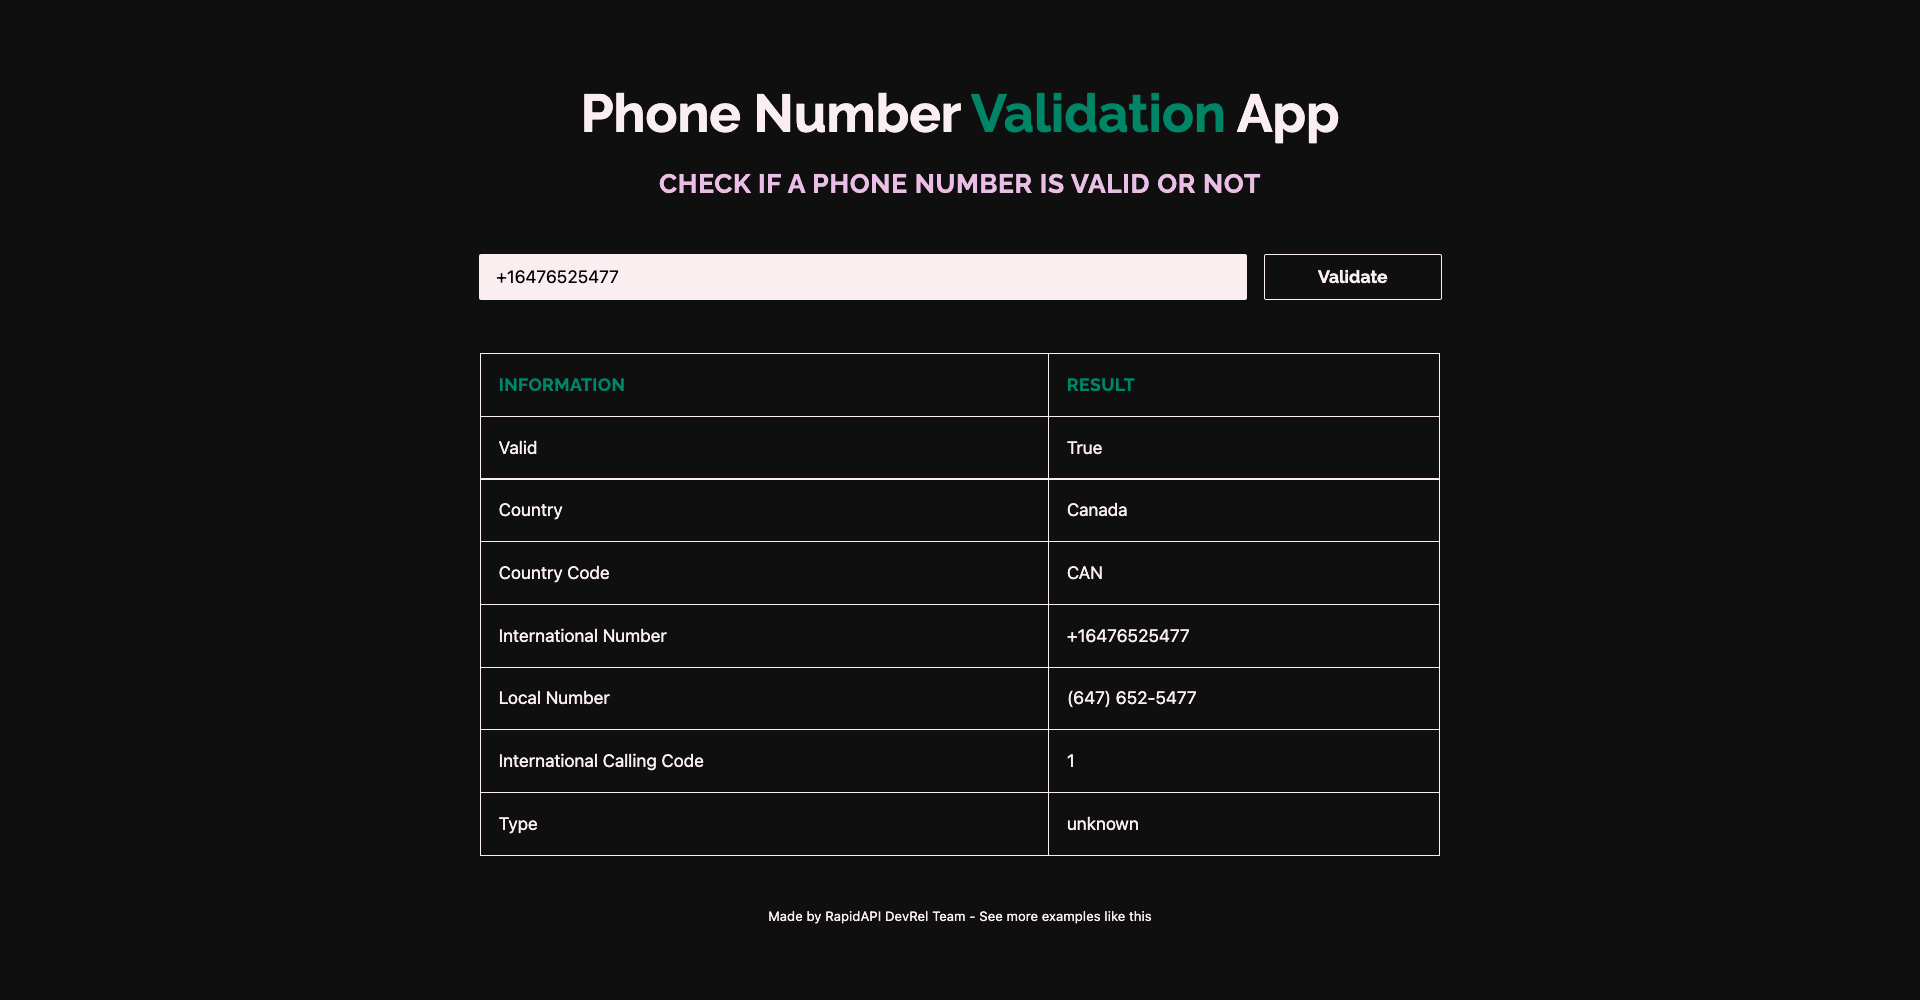 Phone Number Validation App
CHECK IF A PHONE NUMBER IS VALID OR NOT
+16476525477
Validate
INFORMATION RESULT
Valid True
Country Canada
Country Code CAN
International Number +16476525477
Local Number (647) 652-5477
International Calling Code 1
Type unknown
Made by RapidAPI DevRel Team - See more examples like this